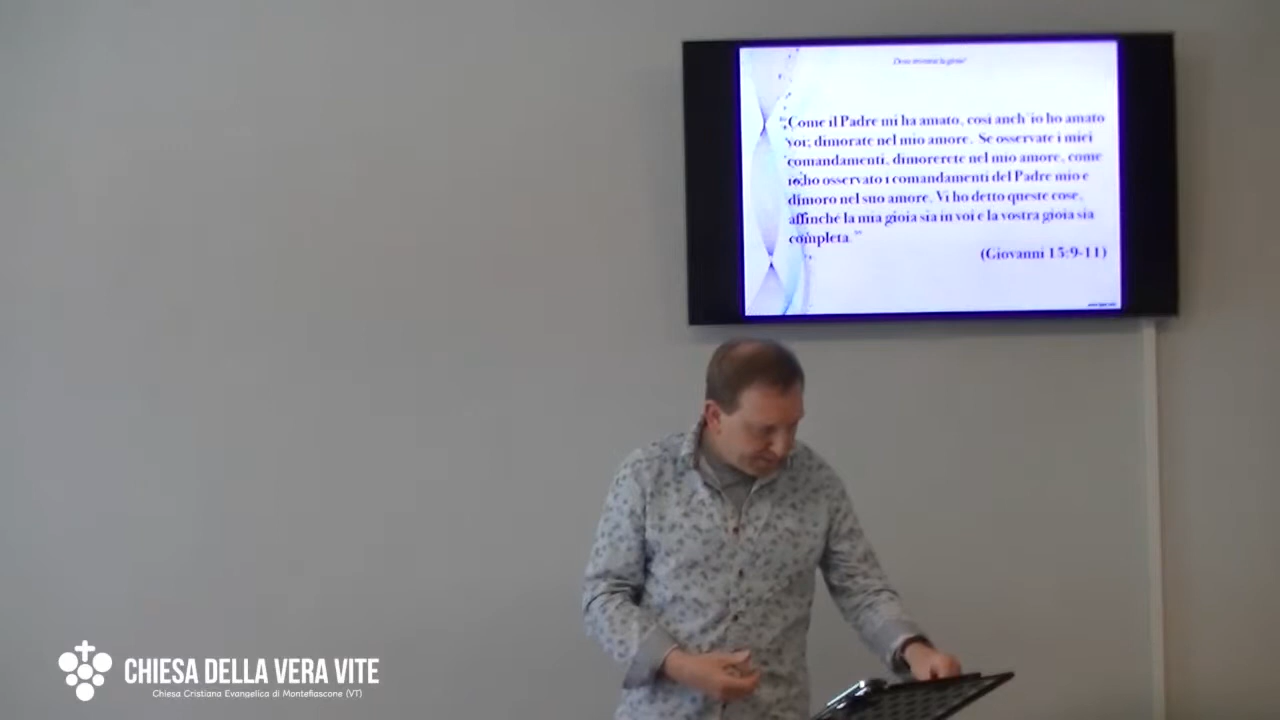 "Come il Padre mi ha amato, così anch'io ho amato
voi; dimorate nel mio amore. Se osservate i miei
comandamenti, dimorerete nel mio amore, come
io ho osservato i comandamenti del Padre mio e
dimoro nel suo amore. Vi ho detto queste cose,
affinché la mia gioia sia in voi e la vostra gioia sia
completa."
(Giovanni 15:9-11)
CHIESA DELLA VERA VITE
Chiesa Cristiana Evangelica di Montefiascone (VT)